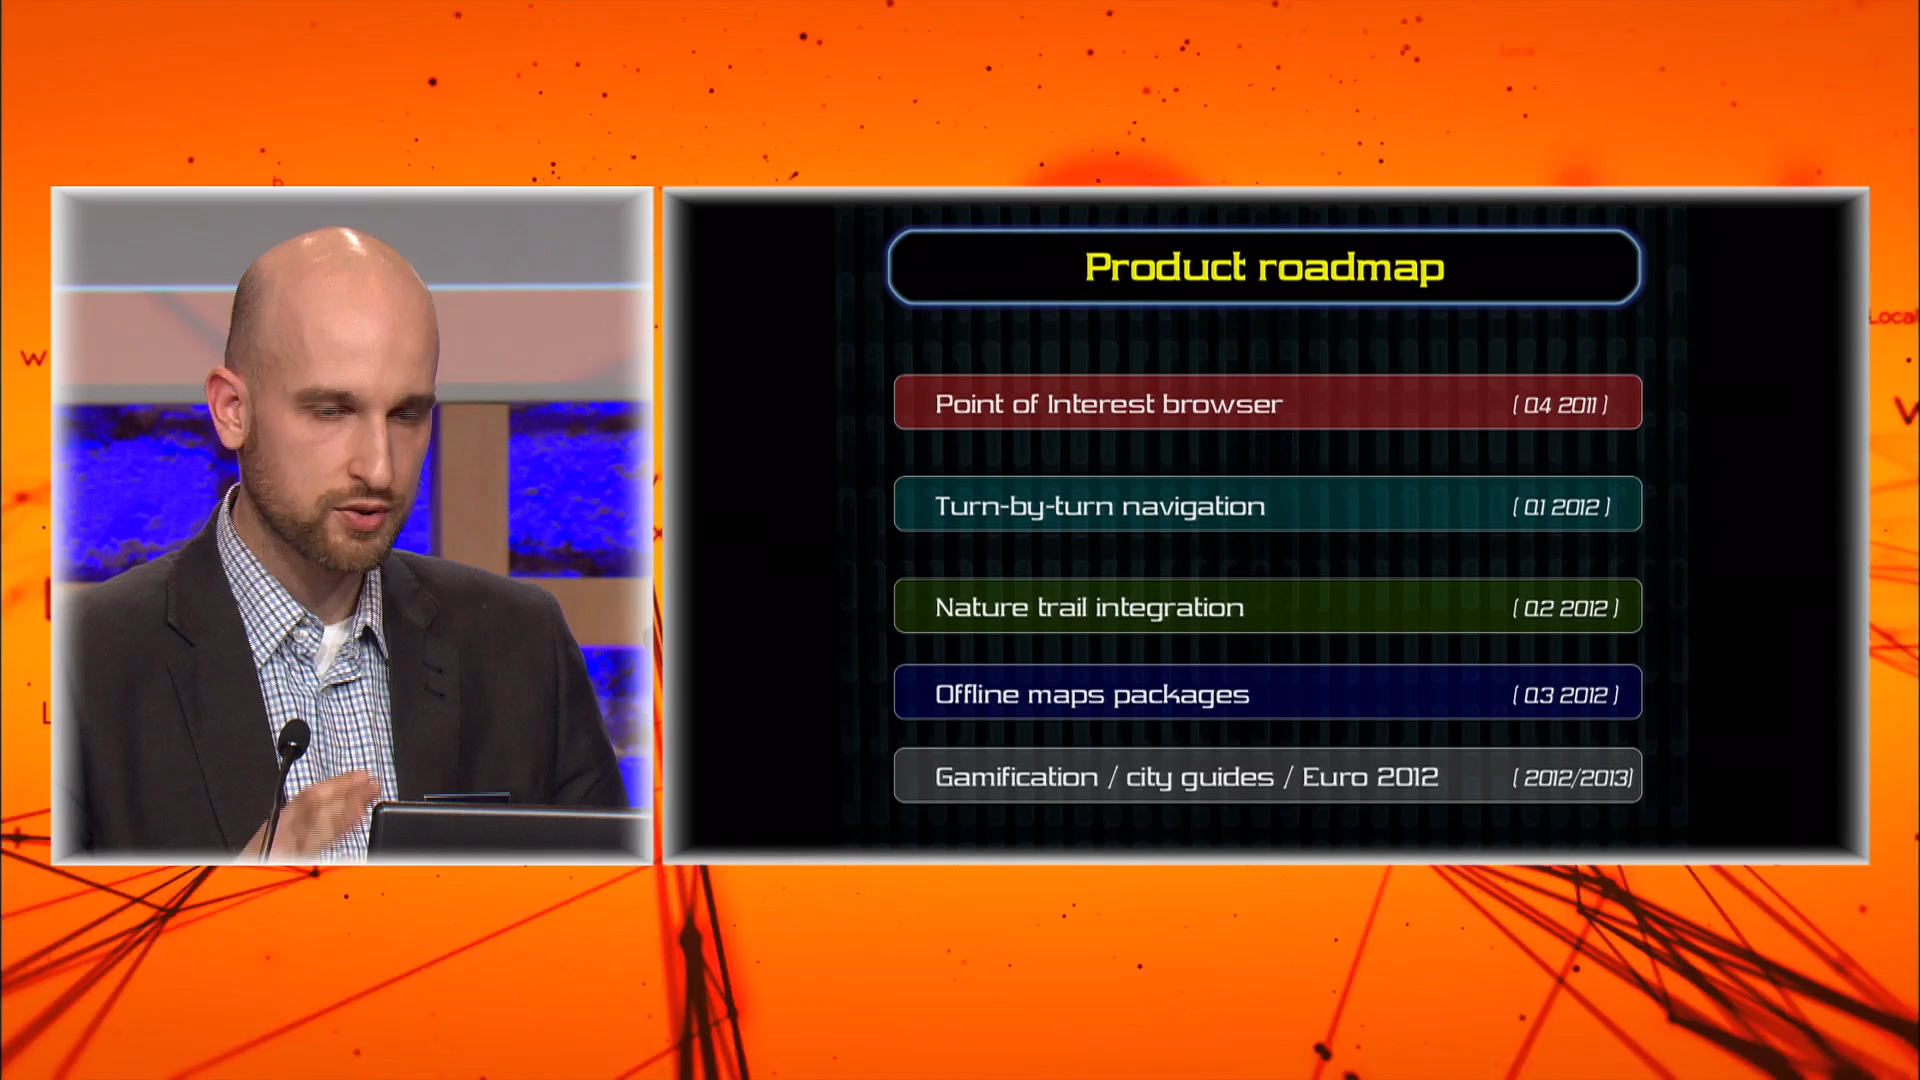 Product roadmap
Point of Interest browser ( Q4 2011 )
Turn-by-turn navigation ( Q1 2012 )
Nature trail integration ( Q2 2012 )
Offline maps packages ( Q3 2012 )
Gamification / city guides / Euro 2012 ( 2012/2013)
Local
W